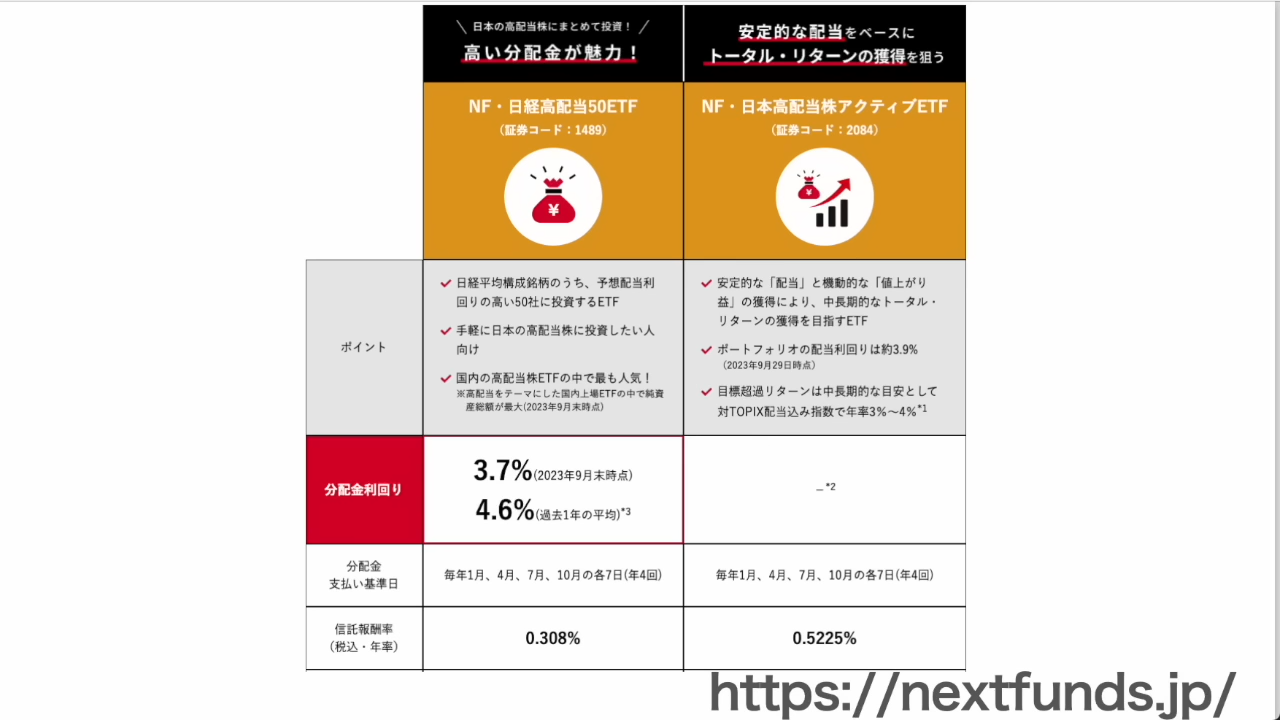 ＼ 日本の高配当株にまとめて投資！ ／
高い分配金が魅力！
安定的な配当をベースに
トータル・リターンの獲得を狙う
NF・日経高配当50ETF
（証券コード：1489）
¥
NF・日本高配当株アクティブETF
（証券コード：2084）
¥
ポイント
日経平均構成銘柄のうち、予想配当利
回りの高い50社に投資するETF
手軽に日本の高配当株に投資したい人
向け
国内の高配当株ETFの中で最も人気！
※高配当をテーマにした国内上場ETFの中で純資
産総額が最大(2023年9月末時点)
安定的な「配当」と機動的な「値上がり
益」の獲得により、中長期的なトータル・
リターンの獲得を目指すETF
ポートフォリオの配当利回りは約3.9%
（2023年9月29日時点）
目標超過リターンは中長期的な目安として
対TOPIX配当込み指数で年率3％～4％*1
分配金利回り
3.7%(2023年9月末時点)
4.6%(過去1年の平均)*3
_ *2
分配金
支払い基準日
毎年1月、4月、7月、10月の各7日(年4回)
毎年1月、4月、7月、10月の各7日(年4回)
信託報酬率
（税込・年率）
0.308%
0.5225%
https://nextfunds.jp/